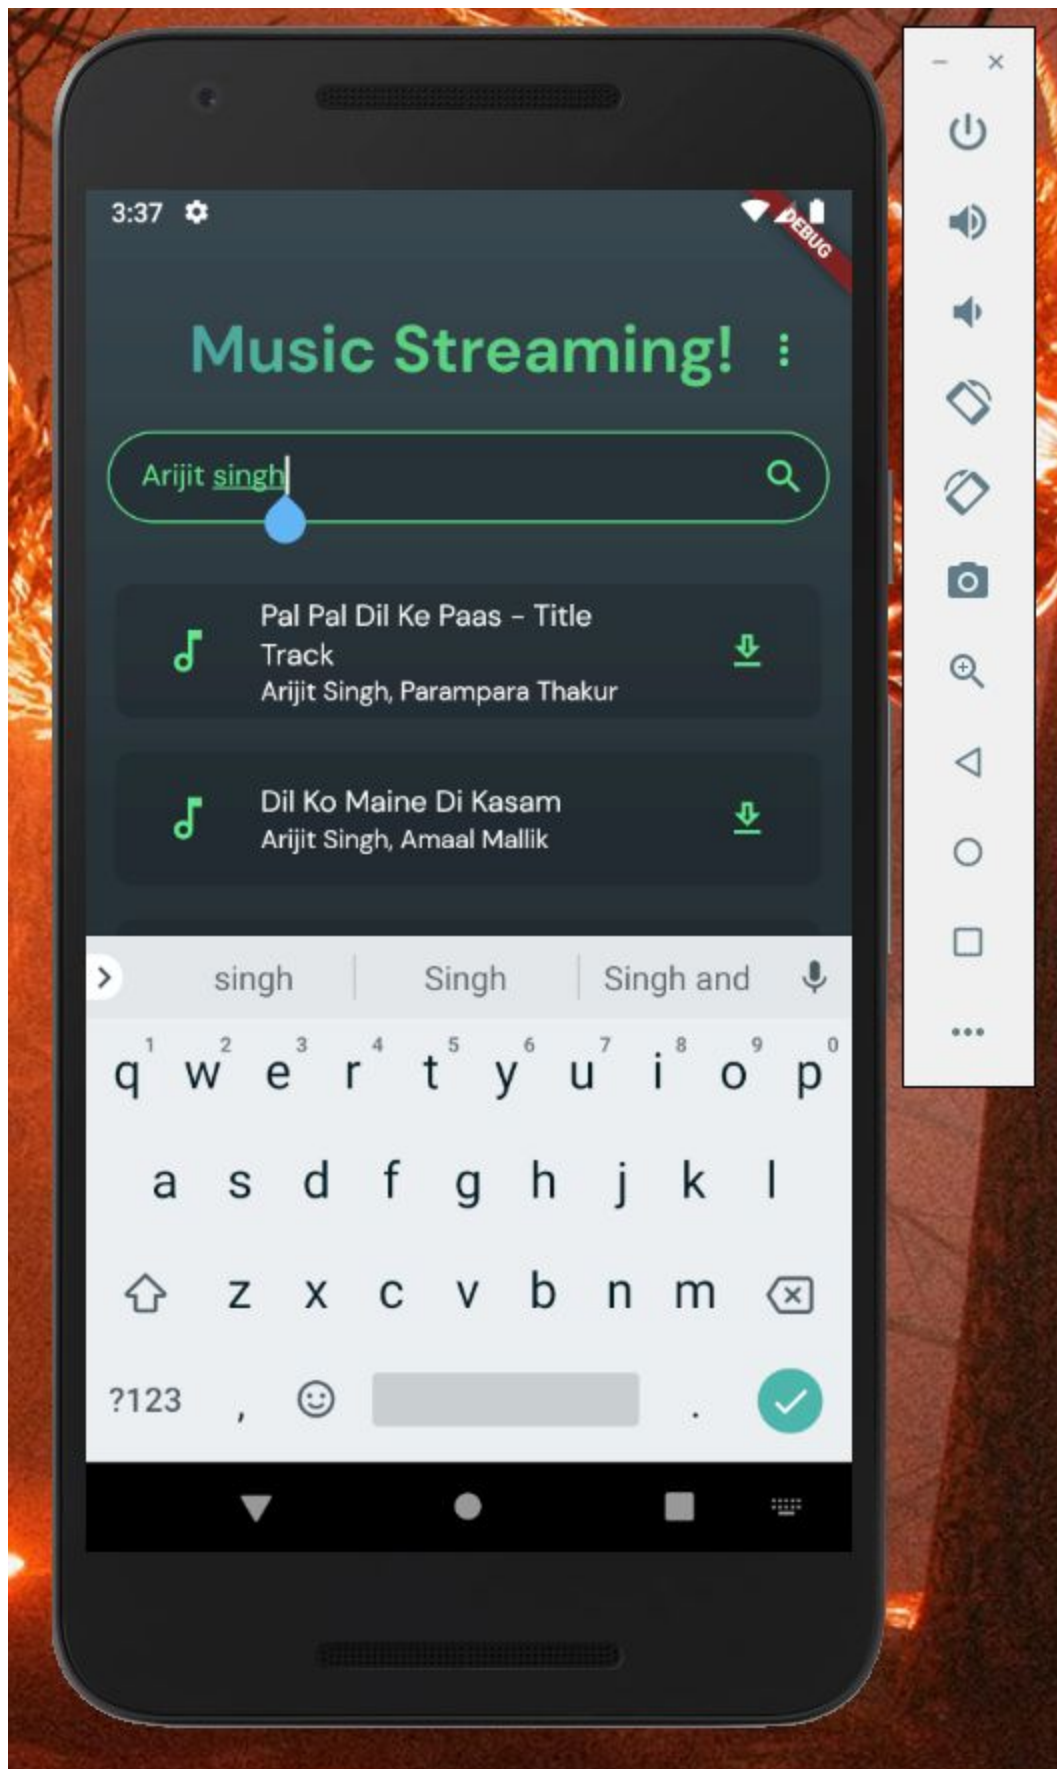 3:37
DEBUG
Music Streaming!
Arijit singh
Pal Pal Dil Ke Paas – Title
Track
Arijit Singh, Parampara Thakur
Dil Ko Maine Di Kasam
Arijit Singh, Amaal Mallik
singh Singh Singh and
1 2 3 4 5 6 7 8 9 0
q w e r t y u i o p
a s d f g h j k l
z x c v b n m
?123 , .